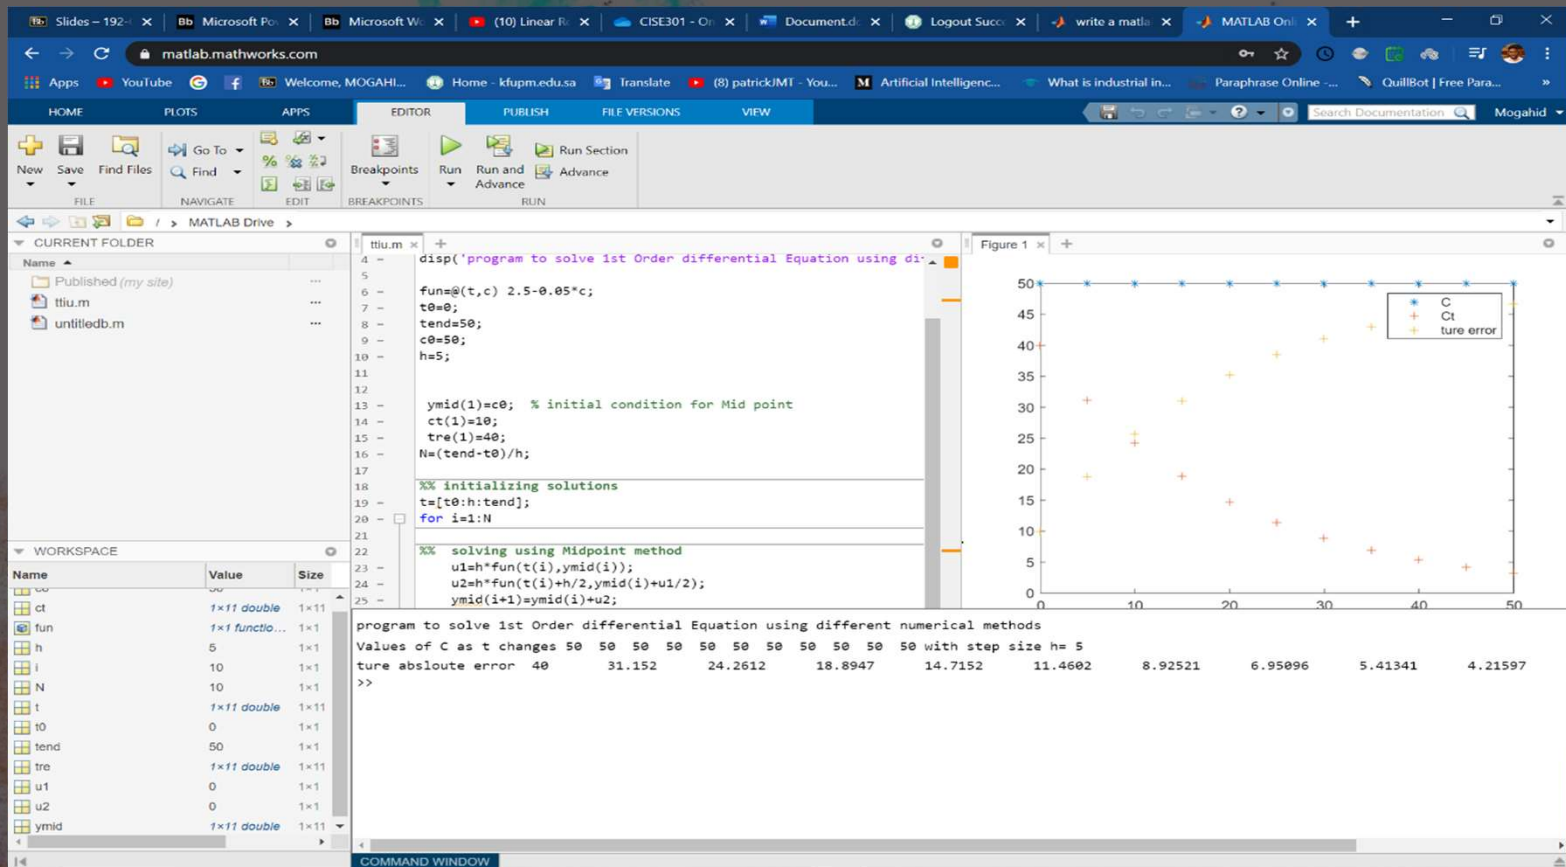 Slides – 192-
Microsoft Po
Microsoft Wo
(10) Linear R
CISE301 - On
Document.d
Logout Succ
write a matla
MATLAB Onl
matlab.mathworks.com
Apps YouTube Welcome, MOGAHI... Home - kfupm.edu.sa Translate (8) patrickJMT - You... Artificial Intelligenc... What is industrial in... Paraphrase Online -... QuillBot | Free Para... »
HOME PLOTS APPS EDITOR PUBLISH FILE VERSIONS VIEW Search Documentation Mogahid
New Save Find Files Go To Find Breakpoints Run Run and Advance Run Section Advance
FILE NAVIGATE EDIT BREAKPOINTS RUN
/ > MATLAB Drive >
CURRENT FOLDER
Name
Published (my site)
ttiu.m
untitledb.m
WORKSPACE
Name Value Size
ct 1×11 double 1×11
fun 1×1 functio... 1×1
h 5 1×1
i 10 1×1
N 10 1×1
t 1×11 double 1×11
t0 0 1×1
tend 50 1×1
tre 1×11 double 1×11
u1 0 1×1
u2 0 1×1
ymid 1×11 double 1×11
ttiu.m
4 - disp('program to solve 1st Order differential Equation using di
5
6 - fun=@(t,c) 2.5-0.05*c;
7 - t0=0;
8 - tend=50;
9 - c0=50;
10 - h=5;
11
12
13 - ymid(1)=c0; % initial condition for Mid point
14 - ct(1)=10;
15 - tre(1)=40;
16 - N=(tend-t0)/h;
17
18 %% initializing solutions
19 - t=[t0:h:tend];
20 - for i=1:N
21
22 %% solving using Midpoint method
23 - u1=h*fun(t(i),ymid(i));
24 - u2=h*fun(t(i)+h/2,ymid(i)+u1/2);
25 - ymid(i+1)=ymid(i)+u2;
Figure 1
50
45
40
35
30
25
20
15
10
5
0
0 10 20 30 40 50
C
Ct
ture error
program to solve 1st Order differential Equation using different numerical methods
Values of C as t changes 50 50 50 50 50 50 50 50 50 50 50 with step size h= 5
ture absloute error 40 31.152 24.2612 18.8947 14.7152 11.4602 8.92521 6.95096 5.41341 4.21597
>>
COMMAND WINDOW